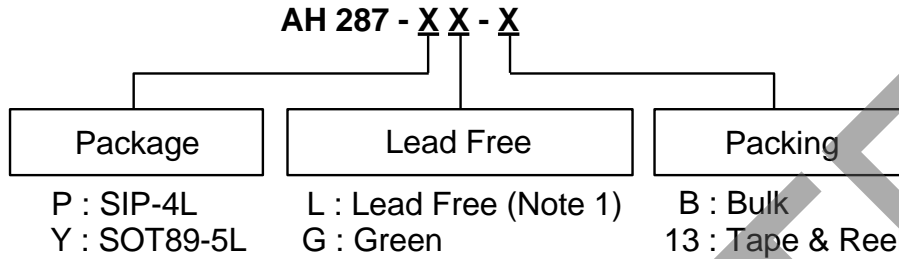 AH 287 - X X - X
Package
Lead Free
Packing
P : SIP-4L
L : Lead Free (Note 1)
B : Bulk
Y : SOT89-5L
G : Green
13 : Tape & Ree